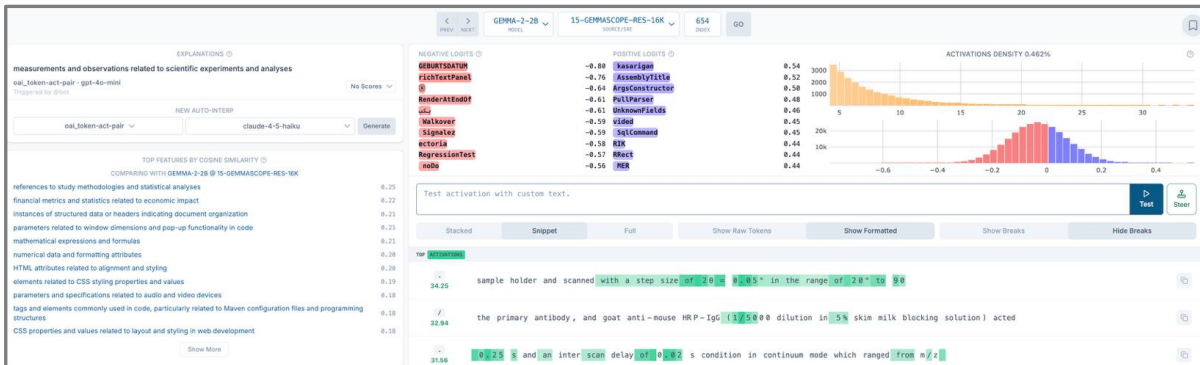 PREV NEXT GEMMA-2-2B MODEL 15-GEMMASCOPE-RES-16K SOURCE/SAE 654 INDEX GO
EXPLANATIONS
measurements and observations related to scientific experiments and analyses
oai_token-act-pair · gpt-4o-mini
Triggered by @bot
No Scores
NEW AUTO-INTERP
oai_token-act-pair claude-4-5-haiku Generate
TOP FEATURES BY COSINE SIMILARITY
COMPARING WITH GEMMA-2-2B @ 15-GEMMASCOPE-RES-16K
references to study methodologies and statistical analyses 0.25
financial metrics and statistics related to economic impact 0.22
instances of structured data or headers indicating document organization 0.21
parameters related to window dimensions and pop-up functionality in code 0.21
mathematical expressions and formulas 0.21
numerical data and formatting attributes 0.20
HTML attributes related to alignment and styling 0.20
elements related to CSS styling properties and values 0.19
parameters and specifications related to audio and video devices 0.18
tags and elements commonly used in code, particularly related to Maven configuration files and programming 0.18
structures
CSS properties and values related to layout and styling in web development 0.18
Show More
NEGATIVE LOGITS
GEBURTSDATUM -0.80
richTextPanel -0.76
-0.64
RenderAtEndOf -0.61
-0.61
Walkover -0.59
Signalez -0.59
ectoria -0.58
RegressionTest -0.57
noDo -0.56
POSITIVE LOGITS
kasarigan 0.54
AssemblyTitle 0.52
ArgsConstructor 0.50
PullParser 0.48
UnknownFields 0.46
vided 0.45
SqlCommand 0.45
RIK 0.44
RRect 0.44
MER 0.44
ACTIVATIONS DENSITY 0.462%
3000
2000
1000
5 10 15 20 25 30
20k
10k
-0.6 -0.4 -0.2 0 0.2 0.4
Test activation with custom text.
Test Steer
Stacked Snippet Full Show Raw Tokens Show Formatted Show Breaks Hide Breaks
TOP ACTIVATIONS
.
34.25 sample holder and scanned with a step size of 2θ = 0.05° in the range of 20° to 90
/
32.94 the primary antibody, and goat anti-mouse HRP-IgG (1/5000 dilution in 5% skim milk blocking solution) acted
.
31.56 0.25 s and an inter scan delay of 0.02 s condition in continuum mode which ranged from m/z